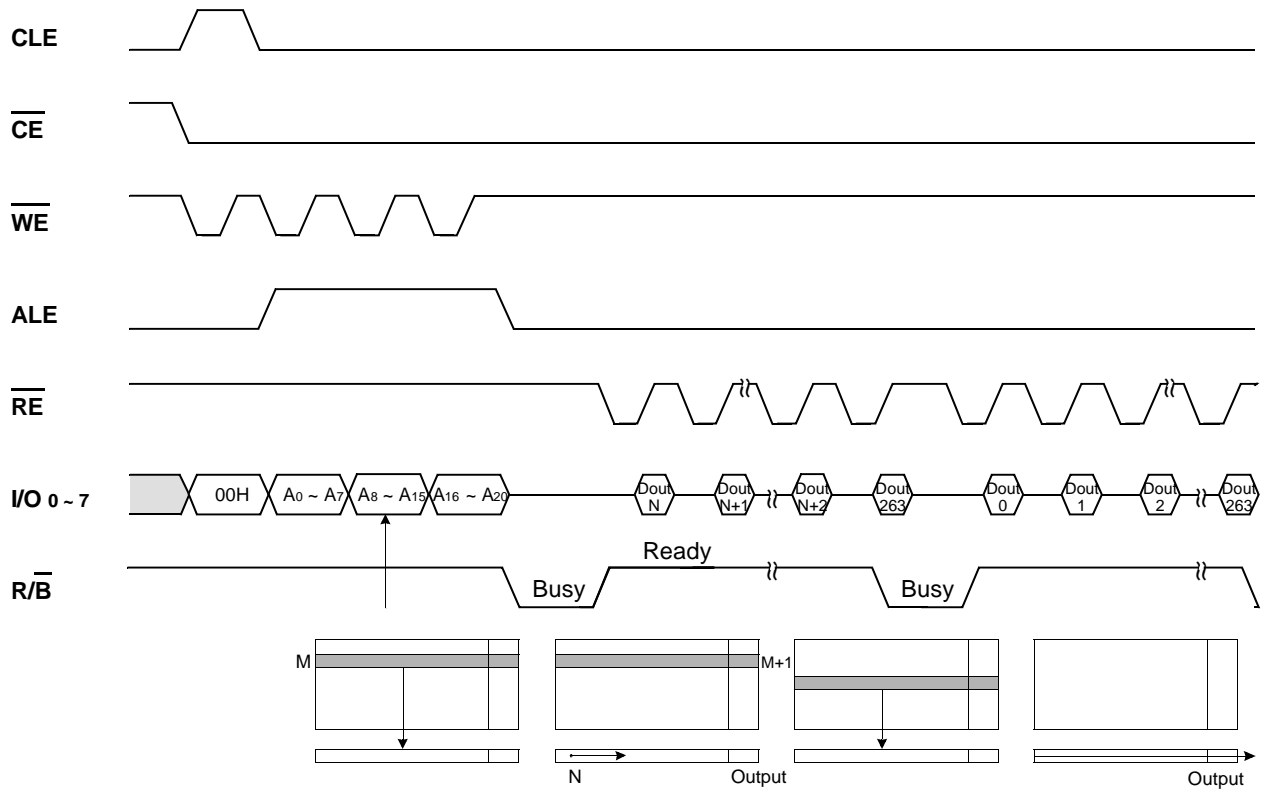 CLE
CE
WE
ALE
RE
I/O 0 ~ 7
00H
A0 ~ A7
A8 ~ A15
A16 ~ A20
Dout
N
Dout
N+1
Dout
N+2
Dout
263
Dout
0
Dout
1
Dout
2
Dout
263
R/B
Busy
Ready
Busy
M
M+1
N
Output
Output